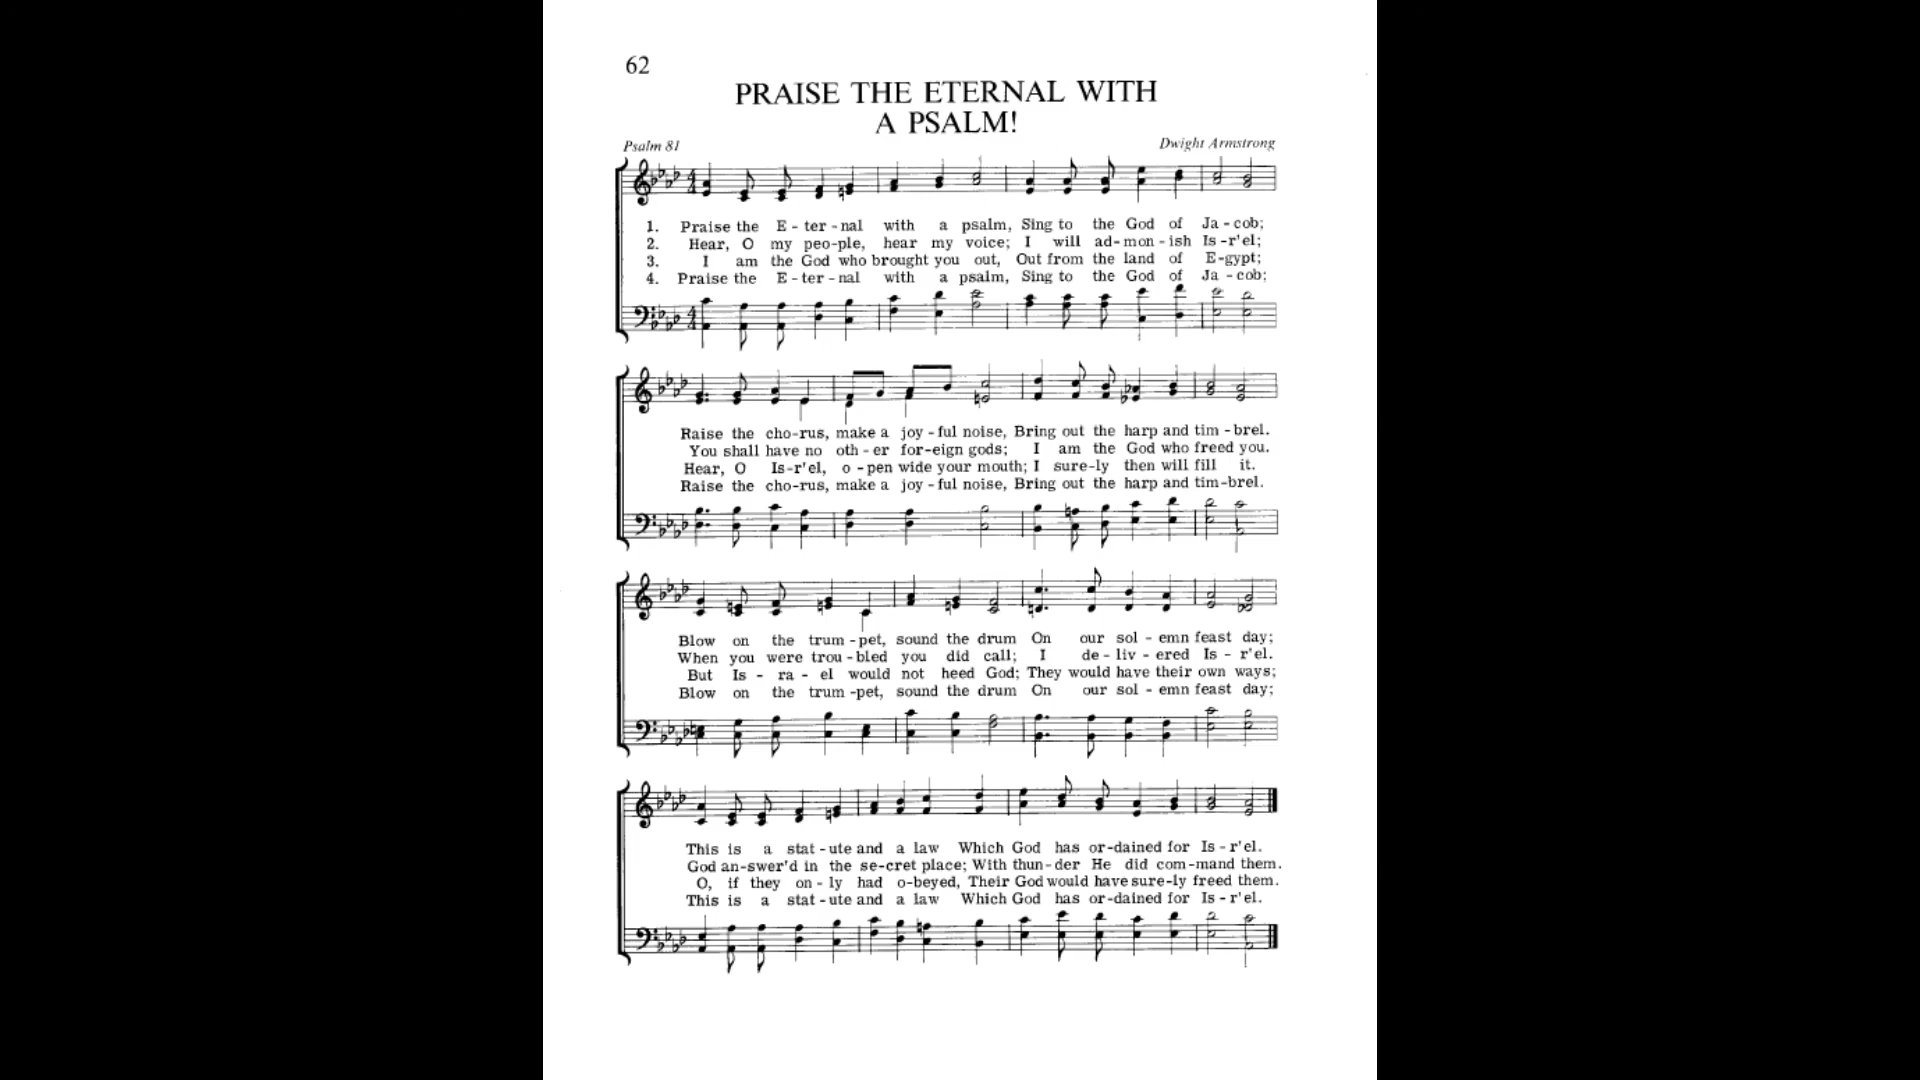 62
PRAISE THE ETERNAL WITH
A PSALM!
Psalm 81 Dwight Armstrong
1. Praise the E - ter - nal with a psalm, Sing to the God of Ja - cob;
2. Hear, O my peo - ple, hear my voice; I will ad - mon - ish Is - r'el;
3. I am the God who brought you out, Out from the land of E - gypt;
4. Praise the E - ter - nal with a psalm, Sing to the God of Ja - cob;
Raise the cho - rus, make a joy - ful noise, Bring out the harp and tim - brel.
You shall have no oth - er for - eign gods; I am the God who freed you.
Hear, O Is - r'el, o - pen wide your mouth; I sure - ly then will fill it.
Raise the cho - rus, make a joy - ful noise, Bring out the harp and tim - brel.
Blow on the trum - pet, sound the drum On our sol - emn feast day;
When you were trou - bled you did call; I de - liv - ered Is - r'el.
But Is - ra - el would not heed God; They would have their own ways;
Blow on the trum - pet, sound the drum On our sol - emn feast day;
This is a stat - ute and a law Which God has or - dained for Is - r'el.
God an - swer'd in the se - cret place; With thun - der He did com - mand them.
O, if they on - ly had o - beyed, Their God would have sure - ly freed them.
This is a stat - ute and a law Which God has or - dained for Is - r'el.